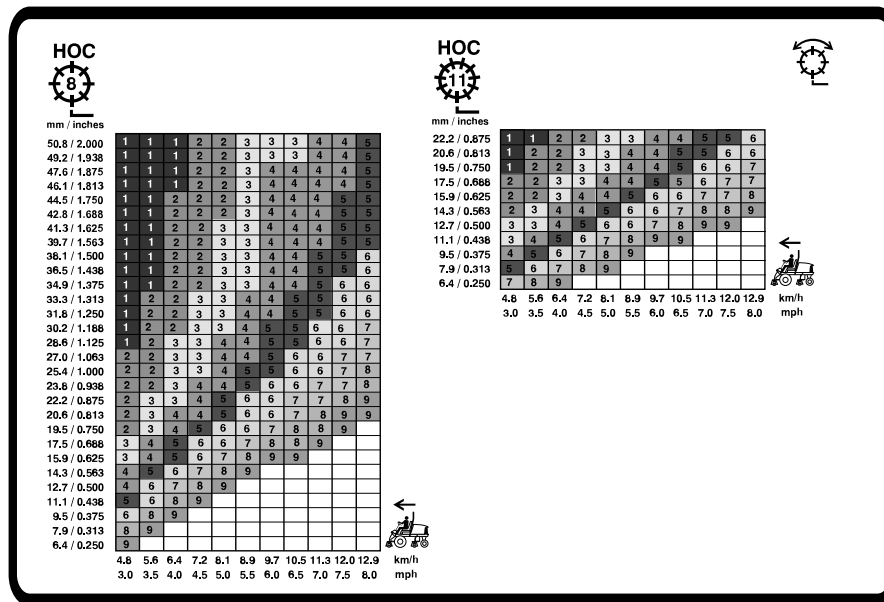 HOC
8
mm / inches
50.8 / 2.000 1 1 1 2 2 3 3 3 4 4 5
49.2 / 1.938 1 1 1 2 2 3 3 3 4 4 5
47.6 / 1.875 1 1 1 2 2 3 4 4 4 4 5
46.1 / 1.813 1 1 1 2 2 3 4 4 4 4 5
44.5 / 1.750 1 1 2 2 2 3 4 4 4 5 5
42.8 / 1.688 1 1 2 2 2 3 4 4 4 5 5
41.3 / 1.625 1 1 2 2 3 3 4 4 4 5 5
39.7 / 1.563 1 1 2 2 3 3 4 4 4 5 5
38.1 / 1.500 1 1 2 2 3 3 4 4 5 5 6
36.5 / 1.438 1 1 2 2 3 3 4 4 5 5 6
34.9 / 1.375 1 1 2 2 3 3 4 4 5 6 6
33.3 / 1.313 1 2 2 3 3 4 4 5 5 6 6
31.8 / 1.250 1 2 2 3 3 4 4 5 5 6 6
30.2 / 1.188 1 2 2 3 3 4 5 5 6 6 7
28.6 / 1.125 1 2 3 3 4 4 5 5 6 6 7
27.0 / 1.063 2 2 3 3 4 4 5 6 6 7 7
25.4 / 1.000 2 2 3 3 4 5 5 6 6 7 8
23.8 / 0.938 2 2 3 4 4 5 6 6 7 7 8
22.2 / 0.875 2 3 3 4 5 6 6 7 7 8 9
20.6 / 0.813 2 3 4 4 5 6 6 7 8 9 9
19.5 / 0.750 2 3 4 5 6 6 7 8 8 9
17.5 / 0.688 3 4 5 6 6 7 8 8 9
15.9 / 0.625 3 4 5 6 7 8 9 9
14.3 / 0.563 4 5 6 7 8 9
12.7 / 0.500 4 6 7 8 9
11.1 / 0.438 5 6 8 9
9.5 / 0.375 6 8 9
7.9 / 0.313 8 9
6.4 / 0.250 9
4.8 5.6 6.4 7.2 8.1 8.9 9.7 10.5 11.3 12.0 12.9 km/h
3.0 3.5 4.0 4.5 5.0 5.5 6.0 6.5 7.0 7.5 8.0 mph
HOC
11
mm / inches
22.2 / 0.875 1 1 2 2 3 3 4 4 5 5 6
20.6 / 0.813 1 2 2 3 3 4 4 5 5 6 6
19.5 / 0.750 1 2 2 3 3 4 4 5 6 6 7
17.5 / 0.688 2 2 3 3 4 4 5 5 6 6 7
15.9 / 0.625 2 2 3 4 4 5 6 6 7 7 8
14.3 / 0.563 2 3 4 4 5 6 6 7 8 8 9
12.7 / 0.500 3 3 4 5 6 6 7 8 9 9
11.1 / 0.438 3 4 5 6 7 8 9 9
9.5 / 0.375 4 5 6 7 8 9
7.9 / 0.313 5 6 7 8 9
6.4 / 0.250 7 8 9
4.8 5.6 6.4 7.2 8.1 8.9 9.7 10.5 11.3 12.0 12.9 km/h
3.0 3.5 4.0 4.5 5.0 5.5 6.0 6.5 7.0 7.5 8.0 mph